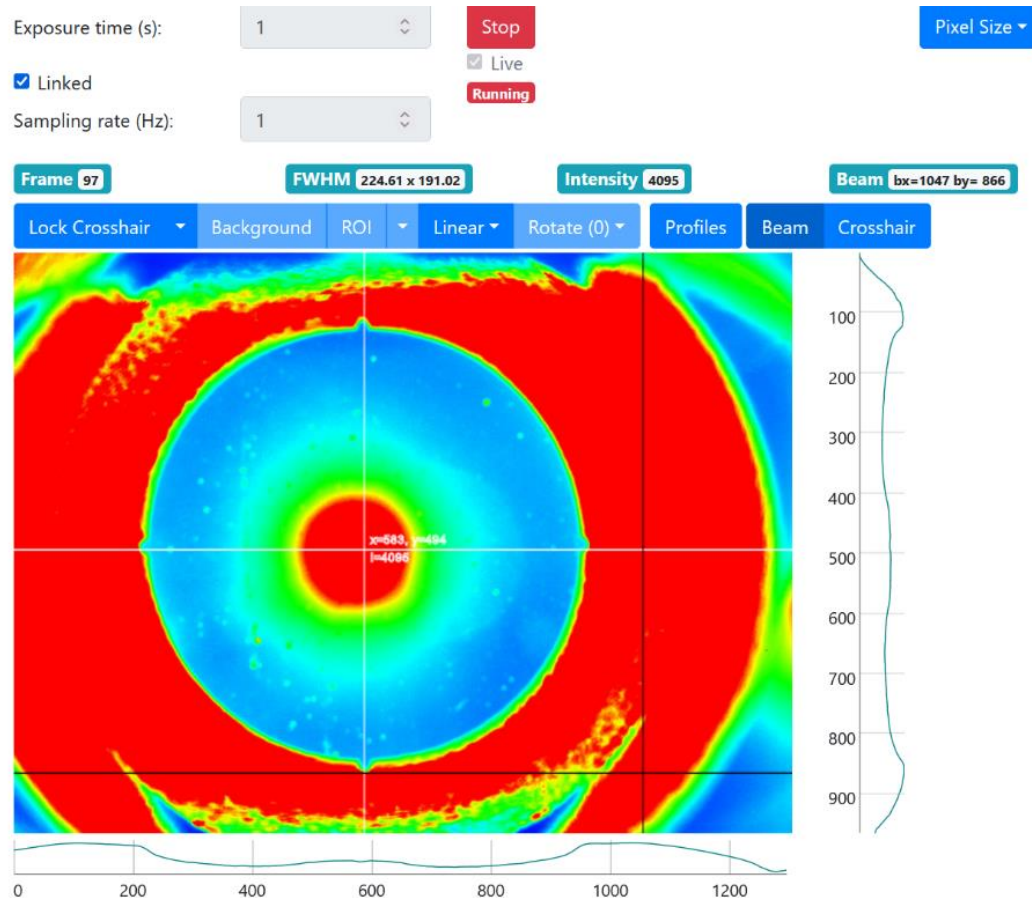 Exposure time (s): 1 Stop Pixel Size
Live
Linked
Running
Sampling rate (Hz): 1
Frame 97 FWHM 224.61 x 191.02 Intensity 4095 Beam bx=1047 by= 866
Lock Crosshair Background ROI Linear Rotate (0) Profiles Beam Crosshair
100
200
300
400
x=583, y=494
500
I=4095
600
700
800
900
0 200 400 600 800 1000 1200